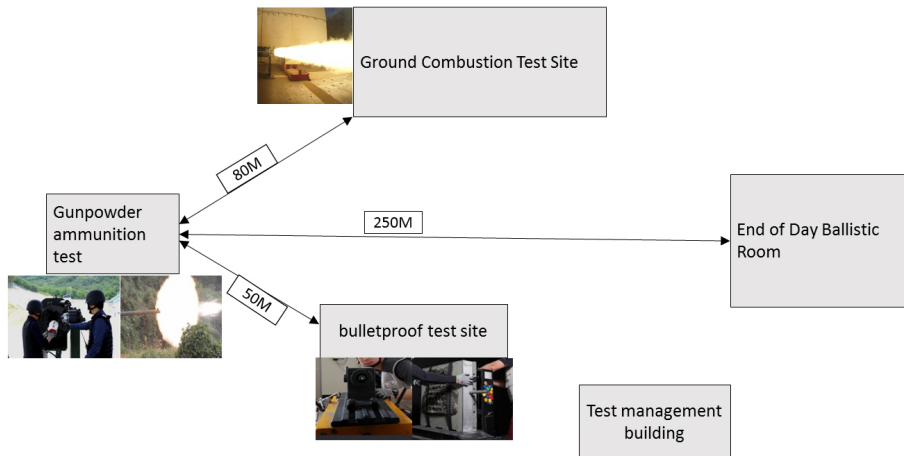 Ground Combustion Test Site
80M
Gunpowder
ammunition
test
250M
End of Day Ballistic
Room
50M
bulletproof test site
Test management
building